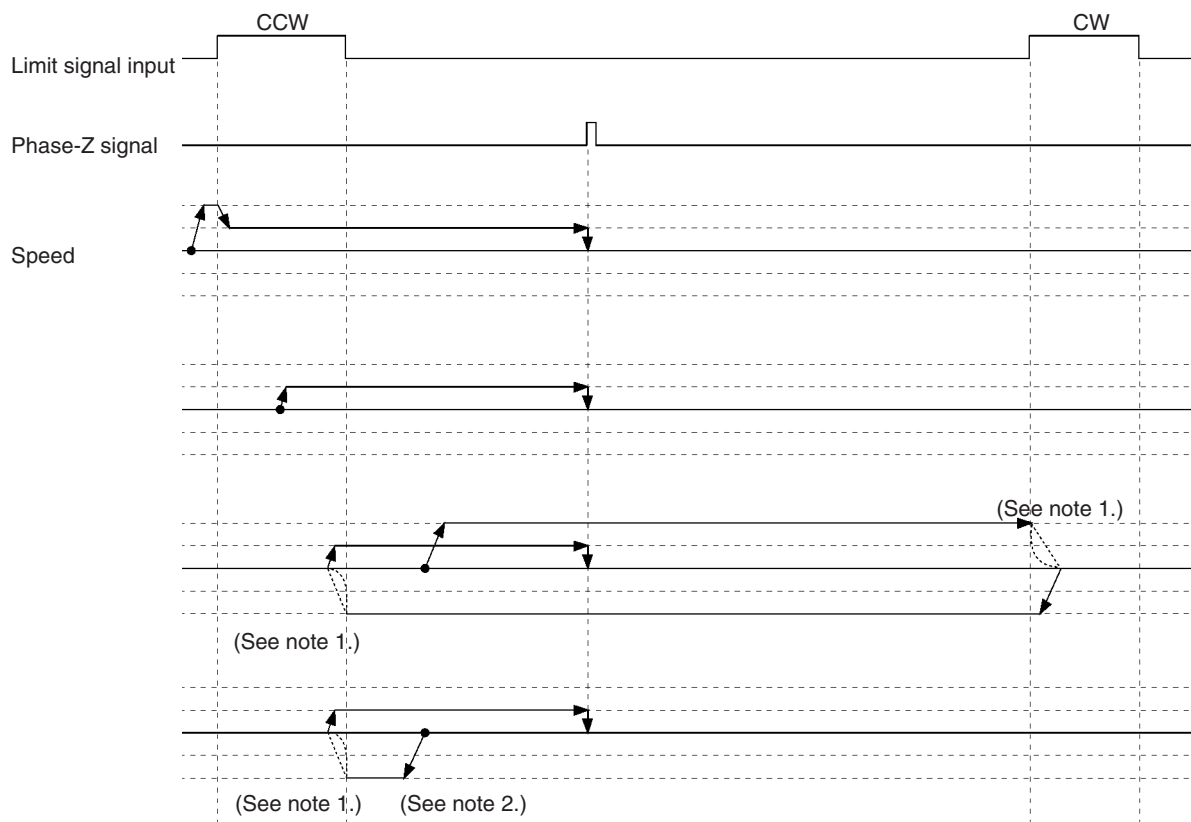 CCW
CW
Limit signal input
Phase-Z signal
Speed
(See note 1.)
(See note 1.)
(See note 1.)
(See note 2.)